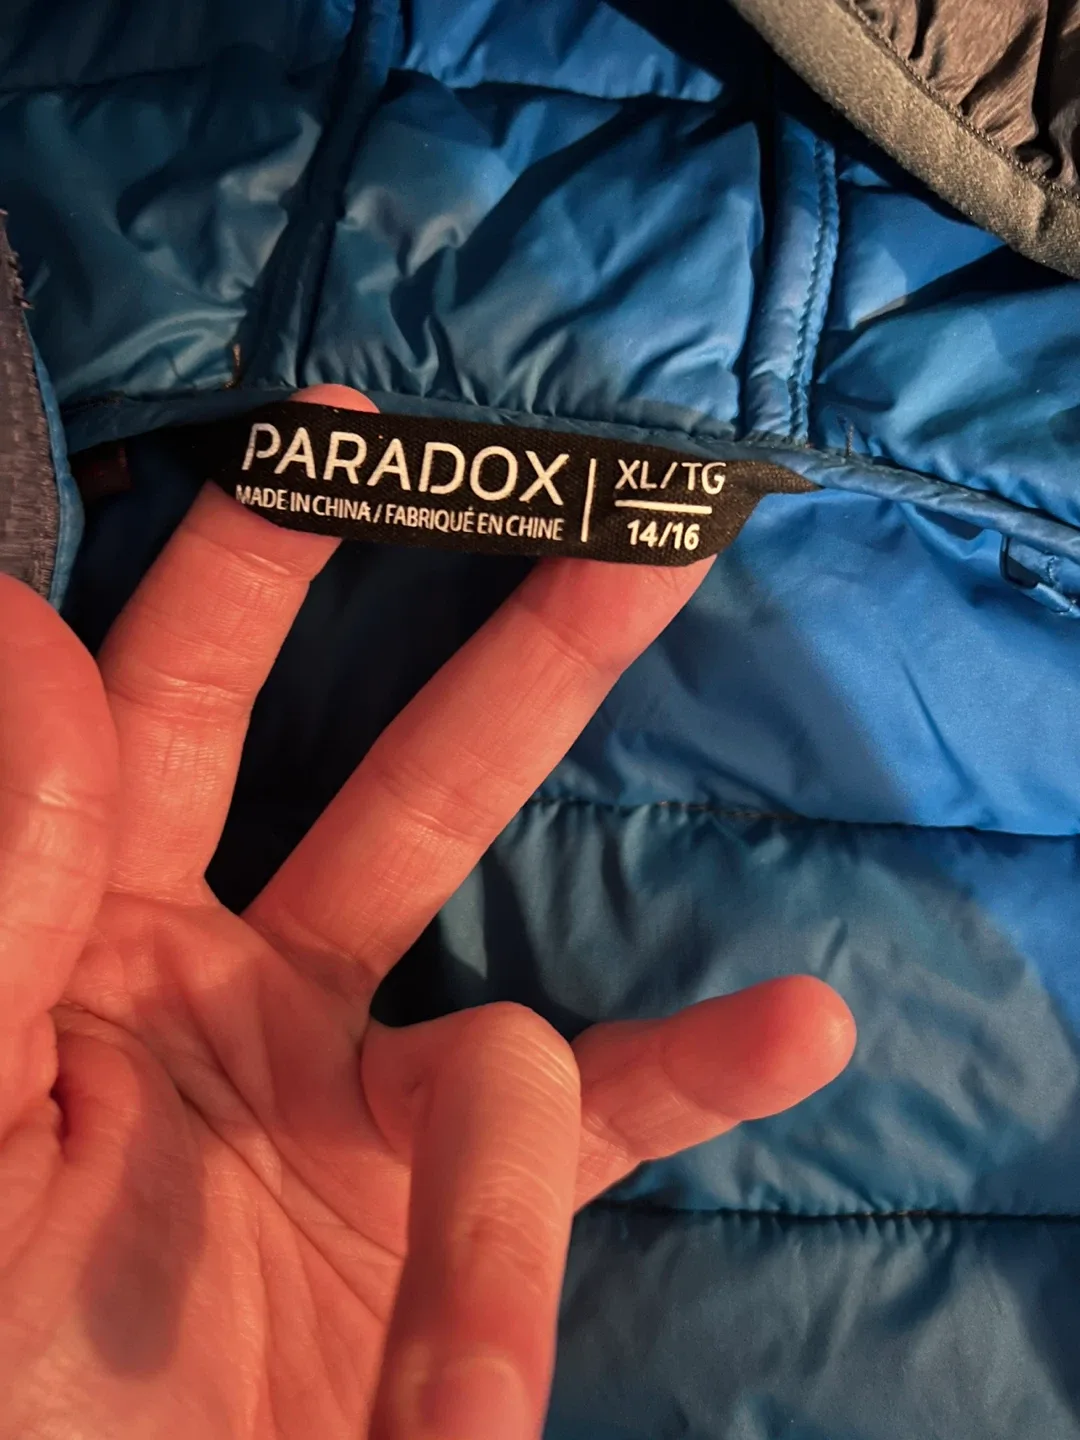 PARADOX
MADE IN CHINA / FABRIQUÉ EN CHINE
XL/TG
14/16